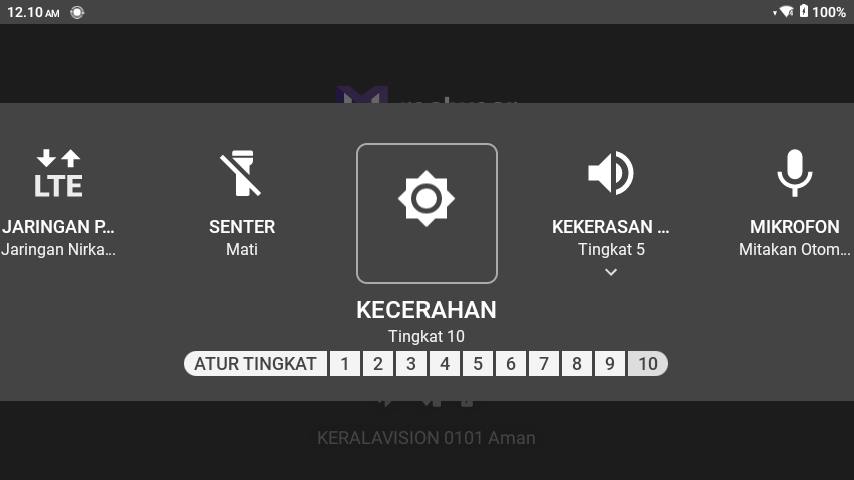 12.10 AM
100%
LTE
JARINGAN P...
Jaringan Nirka...
SENTER
Mati
KEKERASAN ...
Tingkat 5
MIKROFON
Mitakan Otom...
KECERAHAN
Tingkat 10
ATUR TINGKAT 1 2 3 4 5 6 7 8 9 10
KERALAVISION 0101 Aman